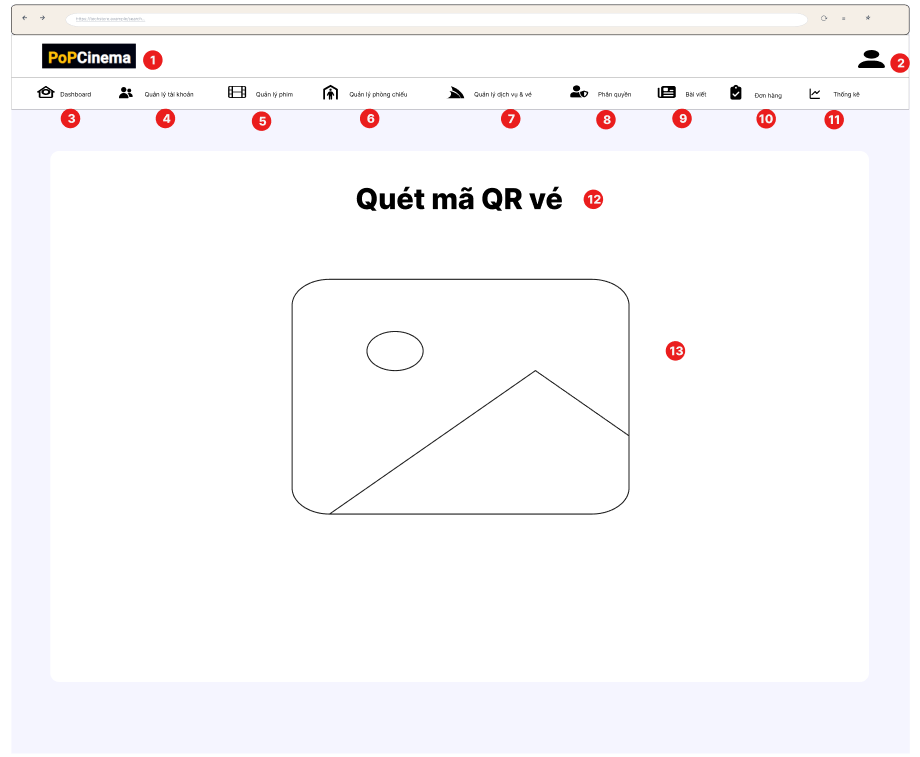 PoPCinema 1
2
Dashboard
Quản lý tài khoản
Quản lý phim
Quản lý phòng chiếu
Quản lý dịch vụ & vé
Phân quyền
Bài viết
Đơn hàng
Thống kê
3 4 5 6 7 8 9 10 11
Quét mã QR vé 12
13